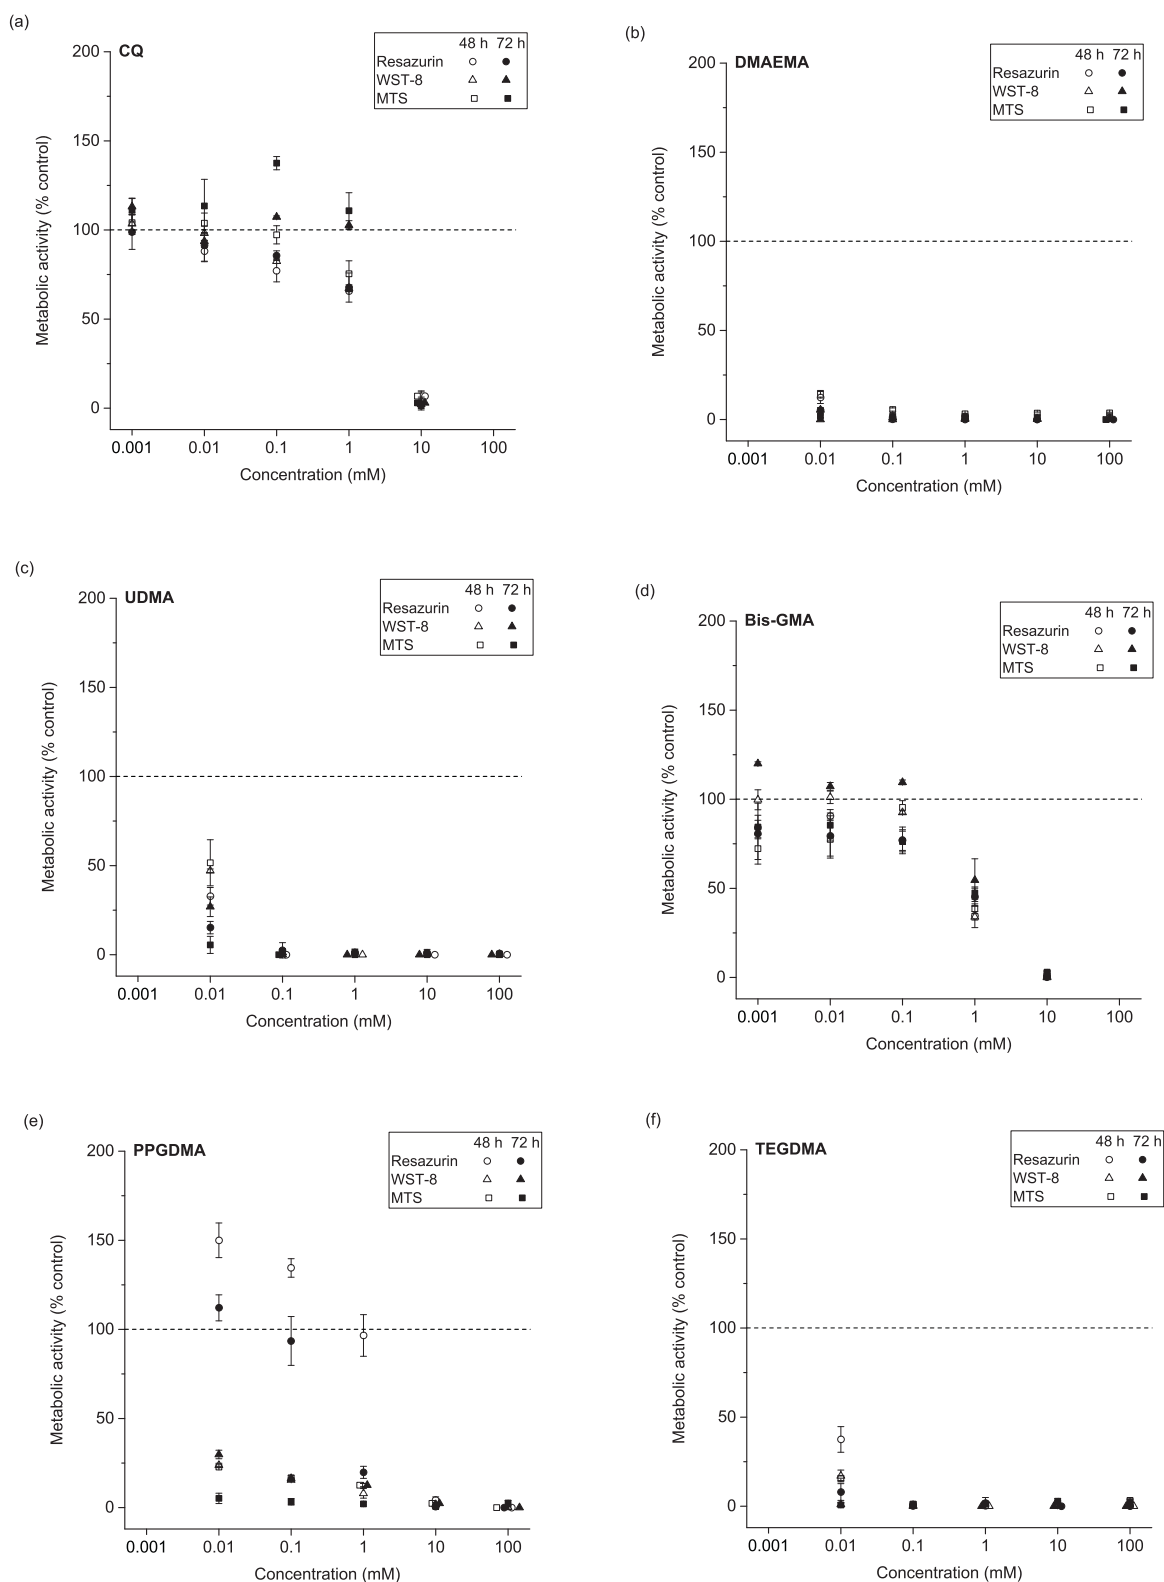 (a)
CQ
48 h 72 h
Resazurin
WST-8
MTS
200
150
100
50
0
Metabolic activity (% control)
0.001 0.01 0.1 1 10 100
Concentration (mM)
(b)
DMAEMA
48 h 72 h
Resazurin
WST-8
MTS
200
150
100
50
0
Metabolic activity (% control)
0.001 0.01 0.1 1 10 100
Concentration (mM)
(c)
UDMA
48 h 72 h
Resazurin
WST-8
MTS
200
150
100
50
0
Metabolic activity (% control)
0.001 0.01 0.1 1 10 100
Concentration (mM)
(d)
Bis-GMA
48 h 72 h
Resazurin
WST-8
MTS
200
150
100
50
0
Metabolic activity (% control)
0.001 0.01 0.1 1 10 100
Concentration (mM)
(e)
PPGDMA
48 h 72 h
Resazurin
WST-8
MTS
200
150
100
50
0
Metabolic activity (% control)
0.001 0.01 0.1 1 10 100
Concentration (mM)
(f)
TEGDMA
48 h 72 h
Resazurin
WST-8
MTS
200
150
100
50
0
Metabolic activity (% control)
0.001 0.01 0.1 1 10 100
Concentration (mM)